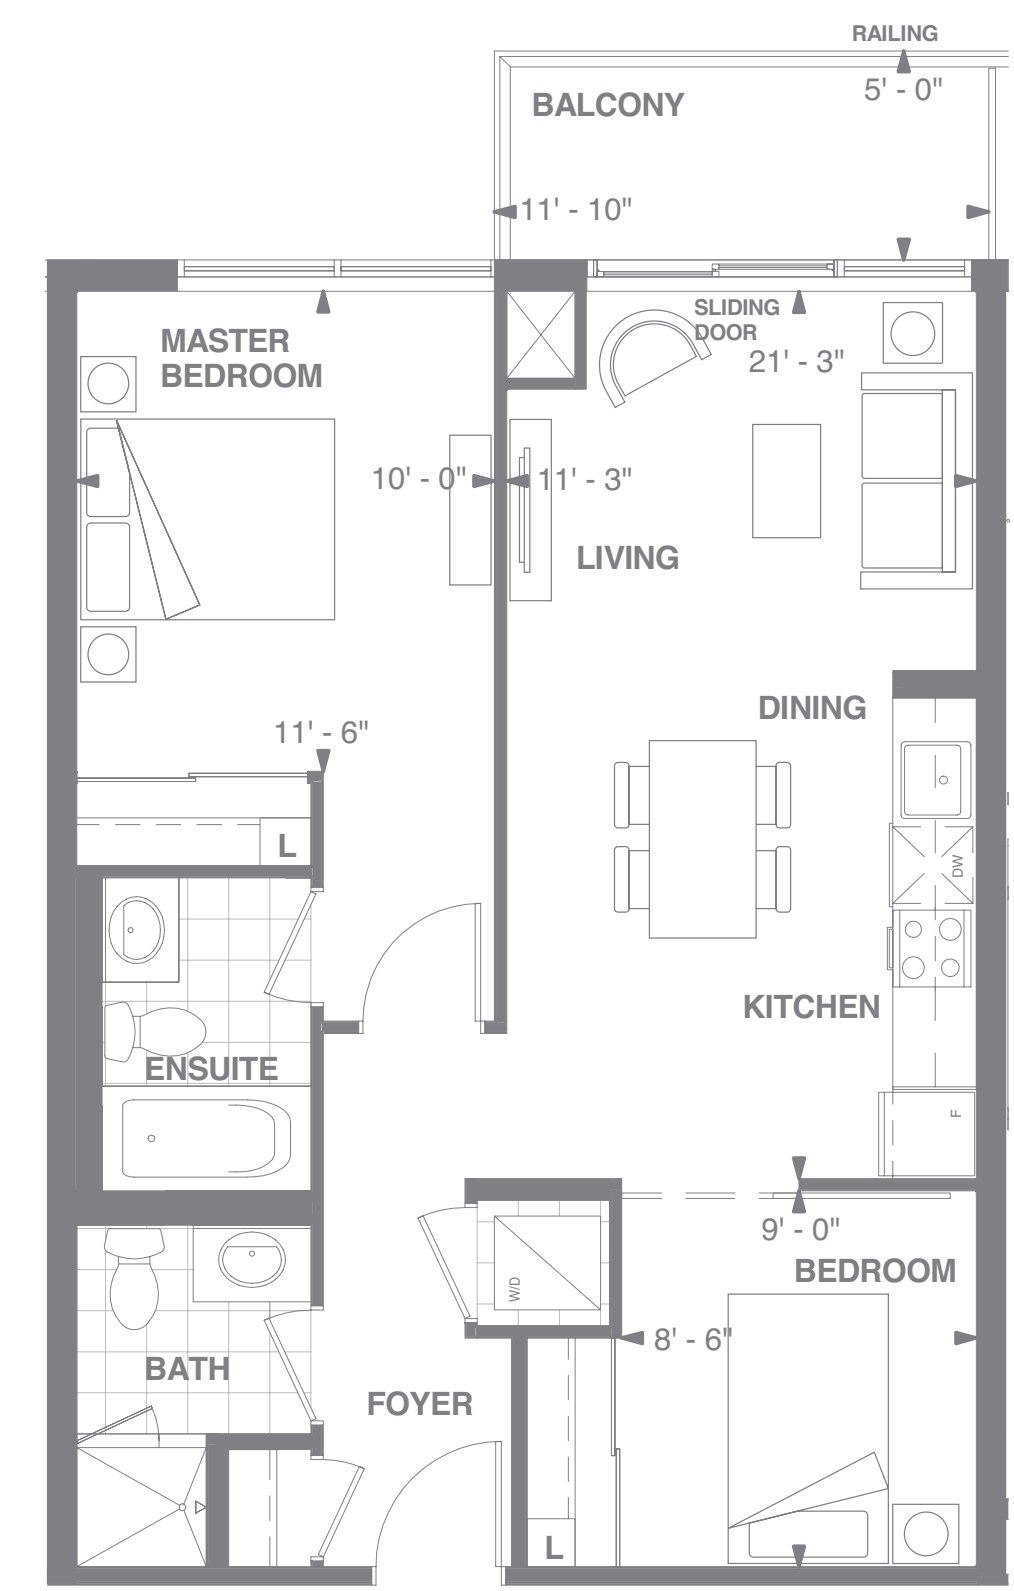 RAILING
5' - 0"
BALCONY
11' - 10"
SLIDING
DOOR
21' - 3"
MASTER
BEDROOM
10' - 0"
11' - 3"
LIVING
DINING
11' - 6"
L
DW
KITCHEN
ENSUITE
F
9' - 0"
BEDROOM
W/D
8' - 6"
BATH
FOYER
L